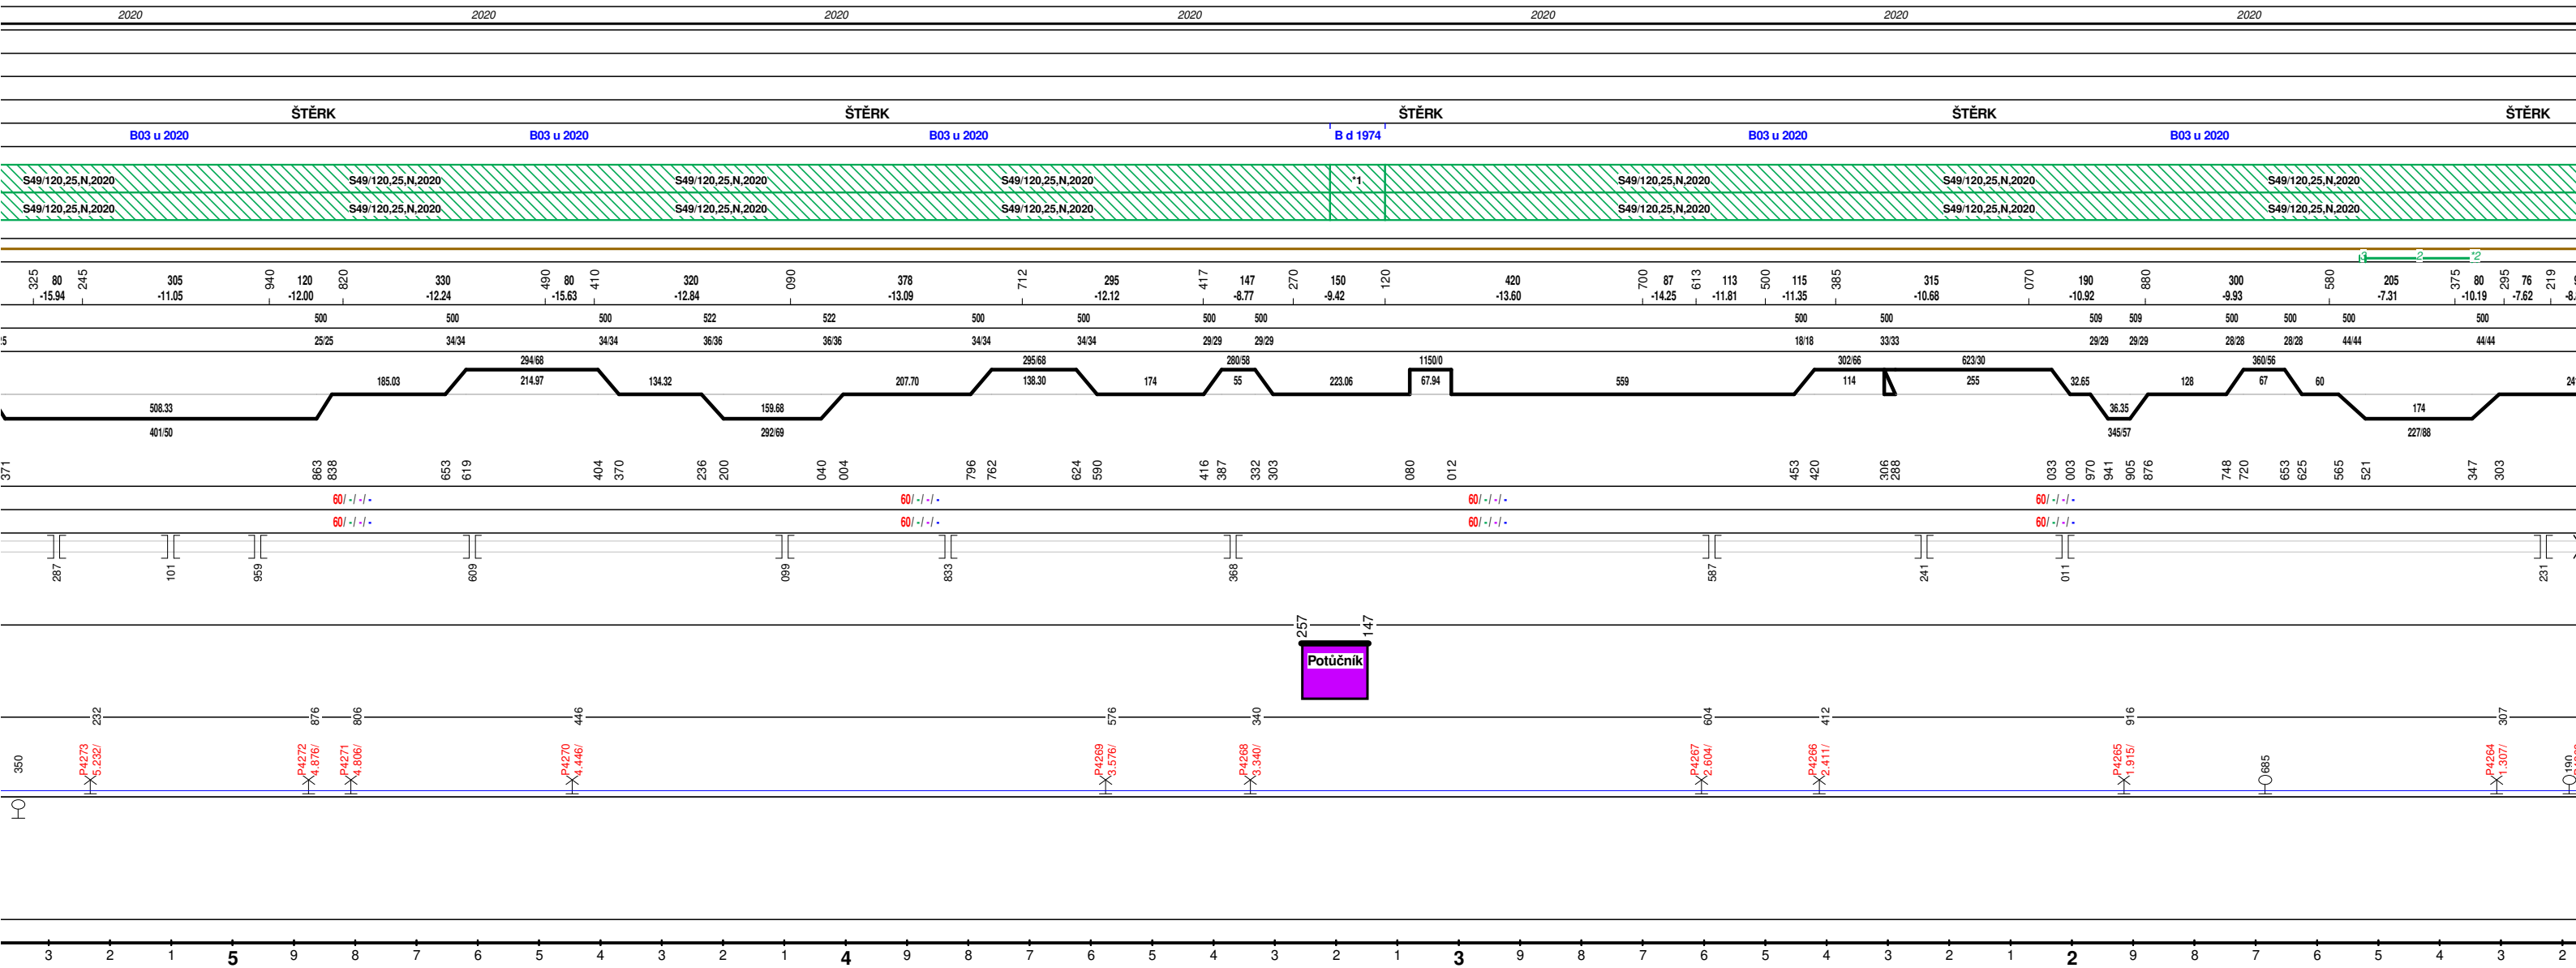 2020 2020 2020 2020 2020 2020 2020
ŠTĚRK ŠTĚRK ŠTĚRK ŠTĚRK ŠTĚRK
B03 u 2020 B03 u 2020 B03 u 2020 B d 1974 B03 u 2020 B03 u 2020
S49/120,25,N,2020 S49/120,25,N,2020 S49/120,25,N,2020 S49/120,25,N,2020 *1 S49/120,25,N,2020 S49/120,25,N,2020 S49/120,25,N,2020
S49/120,25,N,2020 S49/120,25,N,2020 S49/120,25,N,2020 S49/120,25,N,2020 S49/120,25,N,2020 S49/120,25,N,2020 S49/120,25,N,2020
2 *2
325 80 245 305 940 120 820 330 490 80 410 320 090 378 712 295 417 147 270 150 120 420 700 87 613 113 500 115 385 315 070 190 880 300 580 205 375 80 295 76 219
-15.94 -11.05 -12.00 -12.24 -15.63 -12.84 -13.09 -12.12 -8.77 -9.42 -13.60 -14.25 -11.81 -11.35 -10.68 -10.92 -9.93 -7.31 -10.19 -7.62
500 500 500 522 522 500 500 500 500 500 500 509 509 500 500 500 500
25/25 34/34 34/34 36/36 36/36 34/34 34/34 29/29 29/29 18/18 33/33 29/29 29/29 28/28 28/28 44/44 44/44
294/68 295/68 280/58 1150/0 302/66 623/30 360/56
185.03 214.97 134.32 207.70 138.30 174 55 223.06 67.94 559 114 255 32.65 128 67 60
508.33 159.68 36.35 174
401/50 292/69 345/57 227/88
371 863 838 653 619 404 370 236 200 040 004 796 762 624 590 416 387 332 303 080 012 453 420 306 288 033 003 970 941 905 876 748 720 653 625 565 521 347 303
60/ -/ -/ - 60/ -/ -/ - 60/ -/ -/ - 60/ -/ -/ -
60/ -/ -/ - 60/ -/ -/ - 60/ -/ -/ - 60/ -/ -/ -
287 101 959 609 099 833 368 587 241 011 231
257 147
Potůčník
232 876 806 446 576 340 604 412 916 307
350 P4273 5.232/ P4272 4.876/ P4271 4.806/ P4270 4.446/ P4269 3.576/ P4268 3.340/ P4267 2.604/ P4266 2.411/ P4265 1.915/ 685 P4264 1.307/ 190
3 2 1 5 9 8 7 6 5 4 3 2 1 4 9 8 7 6 5 4 3 2 1 3 9 8 7 6 5 4 3 2 1 2 9 8 7 6 5 4 3 2